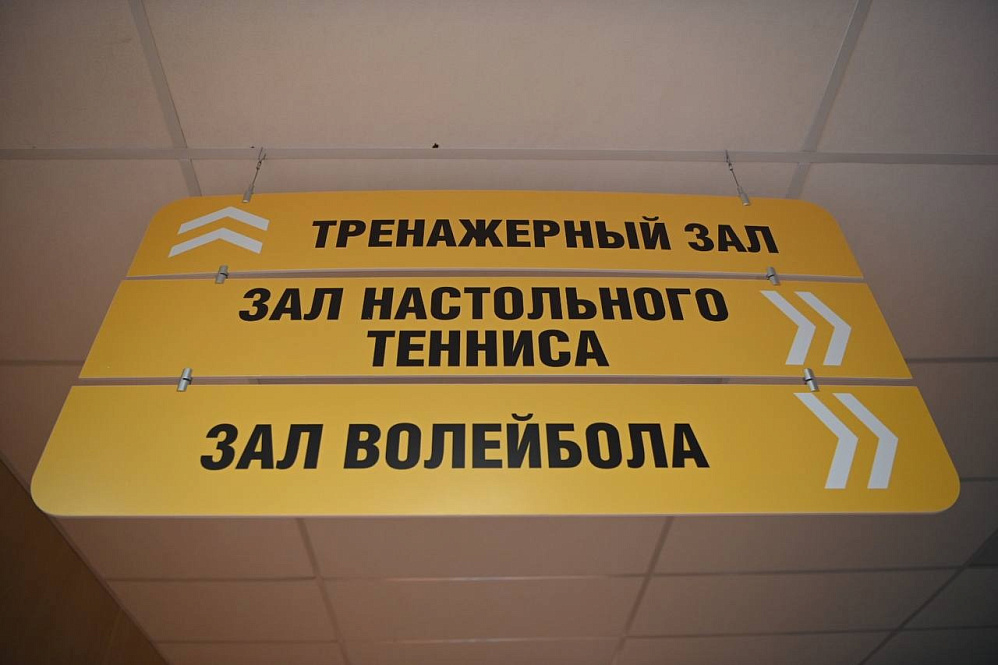 ТРЕНАЖЕРНЫЙ ЗАЛ
ЗАЛ НАСТОЛЬНОГО
ТЕННИСА
ЗАЛ ВОЛЕЙБОЛА